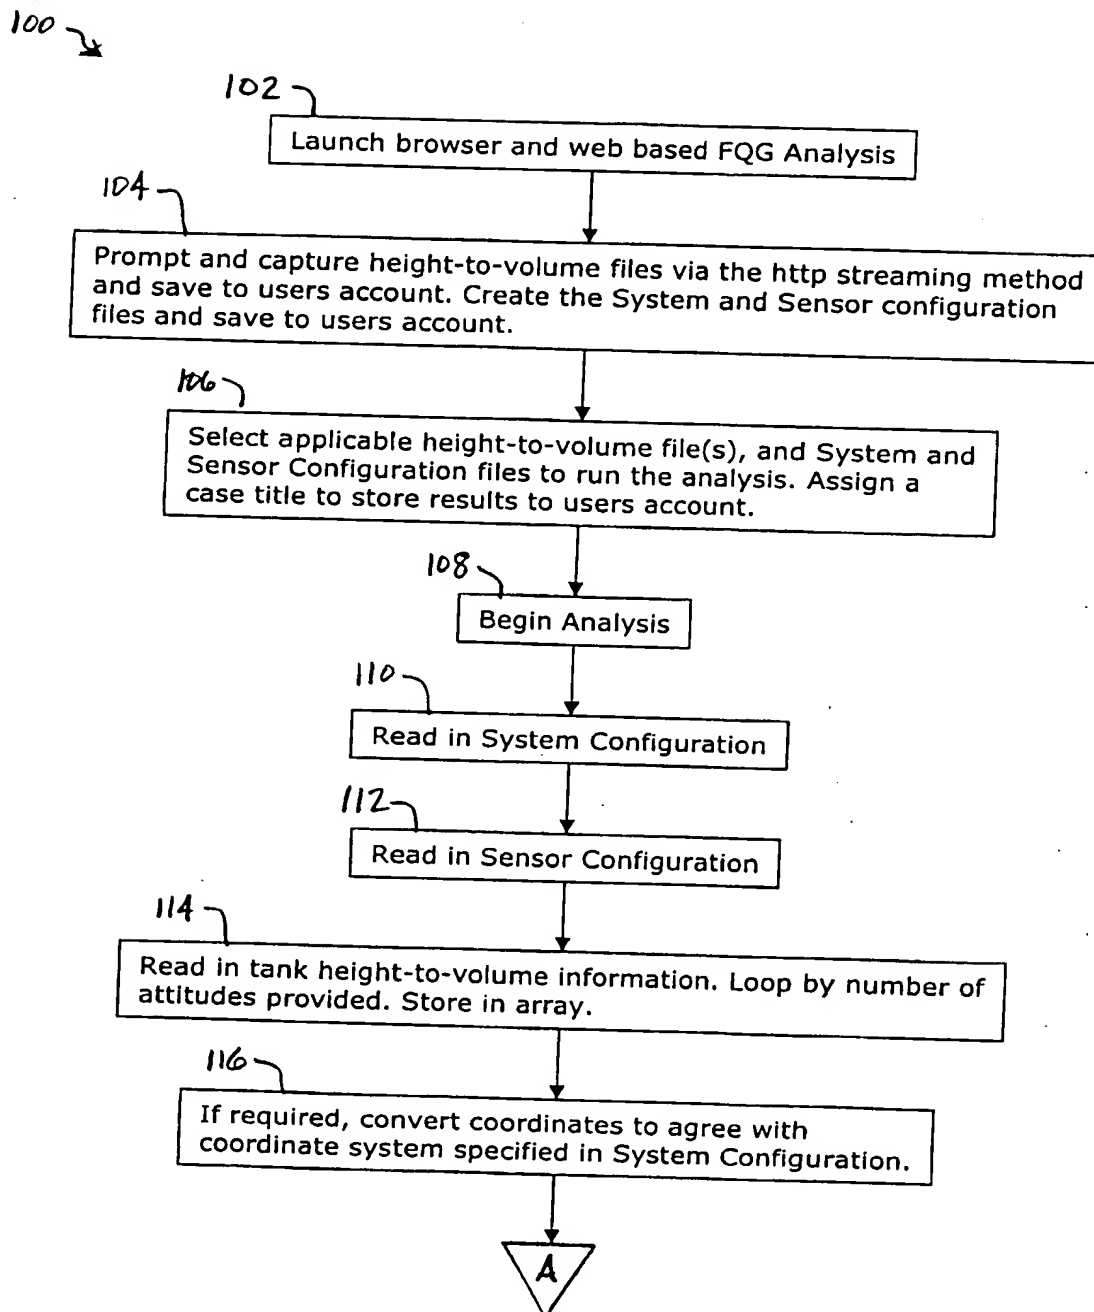 100
102
Launch browser and web based FQG Analysis
104
Prompt and capture height-to-volume files via the http streaming method
and save to users account. Create the System and Sensor configuration
files and save to users account.
106
Select applicable height-to-volume file(s), and System and
Sensor Configuration files to run the analysis. Assign a
case title to store results to users account.
108
Begin Analysis
110
Read in System Configuration
112
Read in Sensor Configuration
114
Read in tank height-to-volume information. Loop by number of
attitudes provided. Store in array.
116
If required, convert coordinates to agree with
coordinate system specified in System Configuration.
A